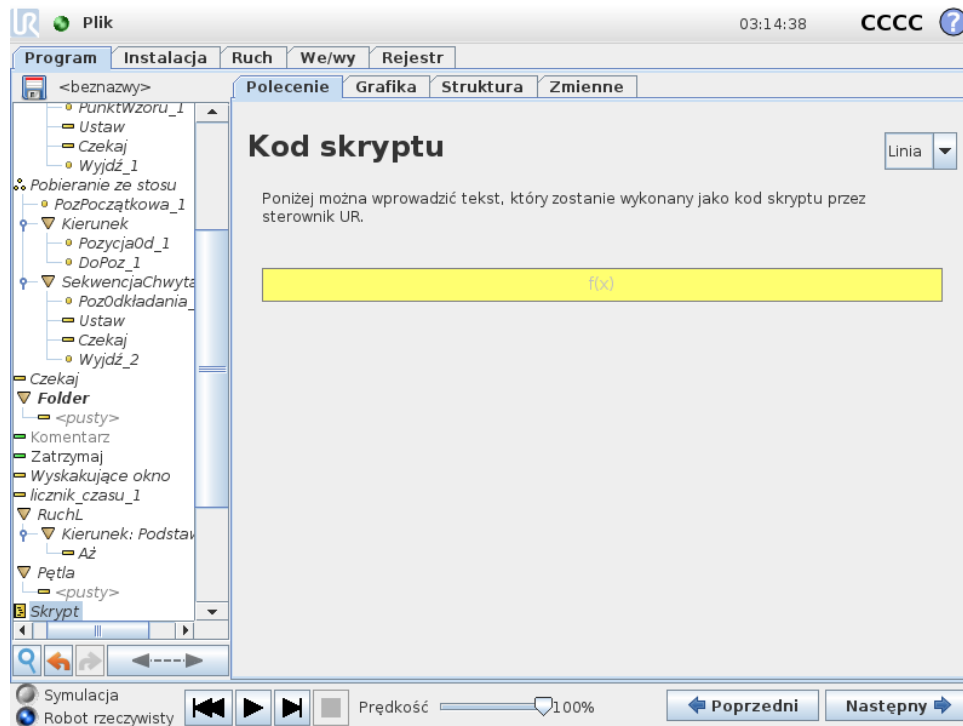 UR Plik 03:14:38 CCCC ?
Program Instalacja Ruch We/wy Rejestr
<beznazwy>
Polecenie Grafika Struktura Zmienne
PunktWzoru_1
Ustaw
Czekaj
Wyjdź_1
Pobieranie ze stosu
PozPoczątkowa_1
Kierunek
PozycjaOd_1
DoPoz_1
SekwencjaChwyta
PozOdkładania_
Ustaw
Czekaj
Wyjdź_2
Czekaj
Folder
<pusty>
Komentarz
Zatrzymaj
Wyskakujące okno
licznik_czasu_1
RuchL
Kierunek: Podstaw
Aż
Pętla
<pusty>
Skrypt
Kod skryptu
Linia
Poniżej można wprowadzić tekst, który zostanie wykonany jako kod skryptu przez
sterownik UR.
f(x)
Symulacja
Robot rzeczywisty
Prędkość 100%
Poprzedni Następny